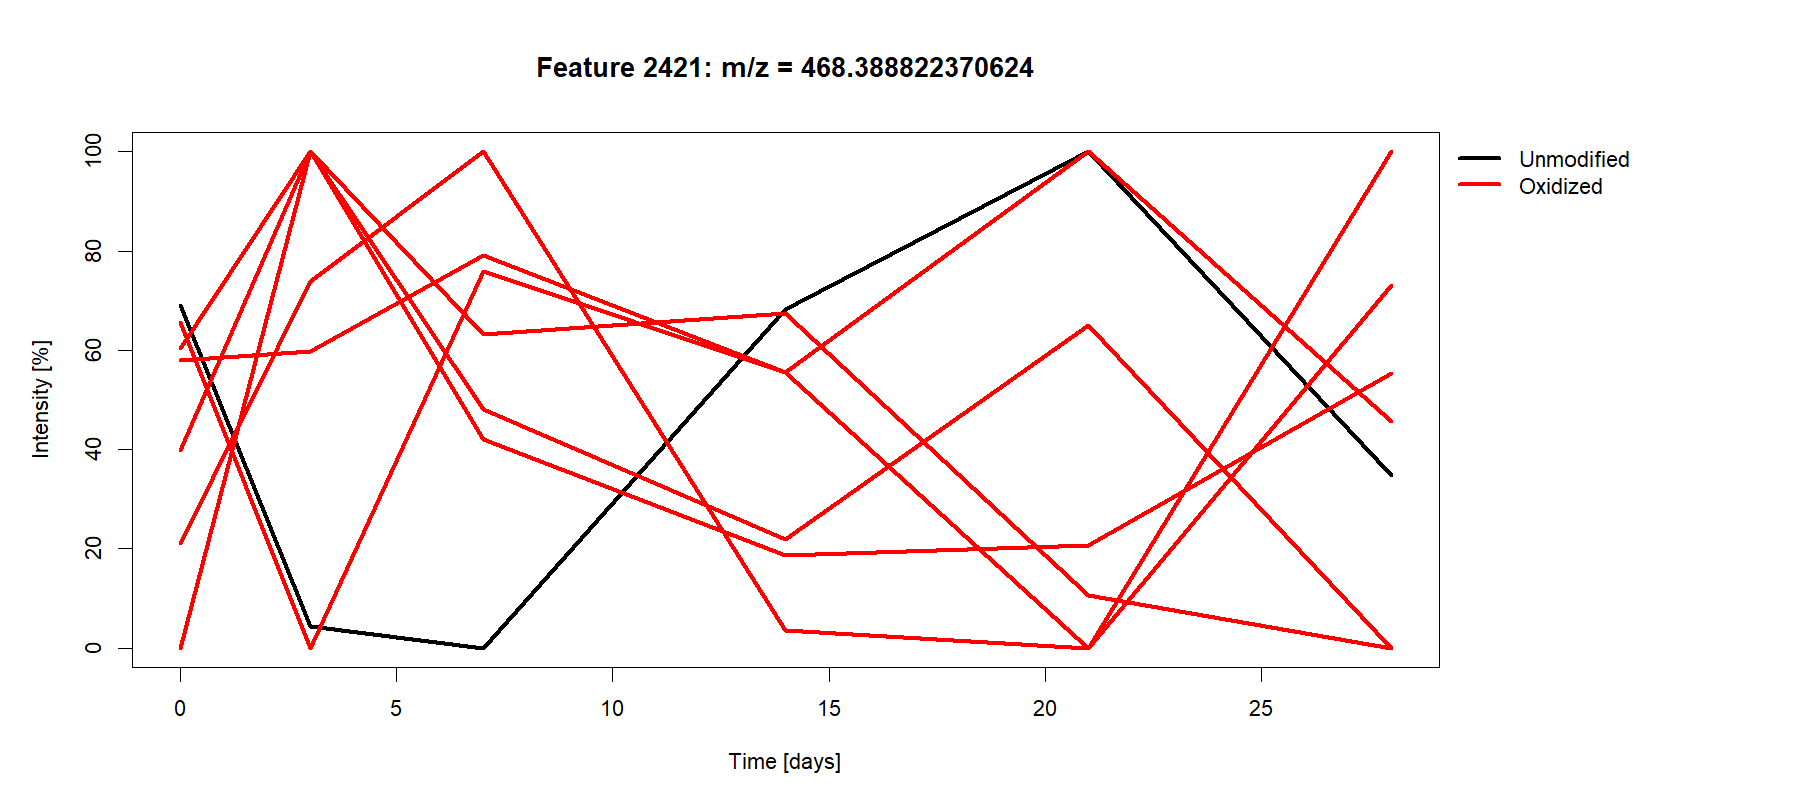 Feature 2421: m/z = 468.388822370624
Unmodified
Oxidized
Intensity [%]
100
80
60
40
20
0
0 5 10 15 20 25
Time [days]